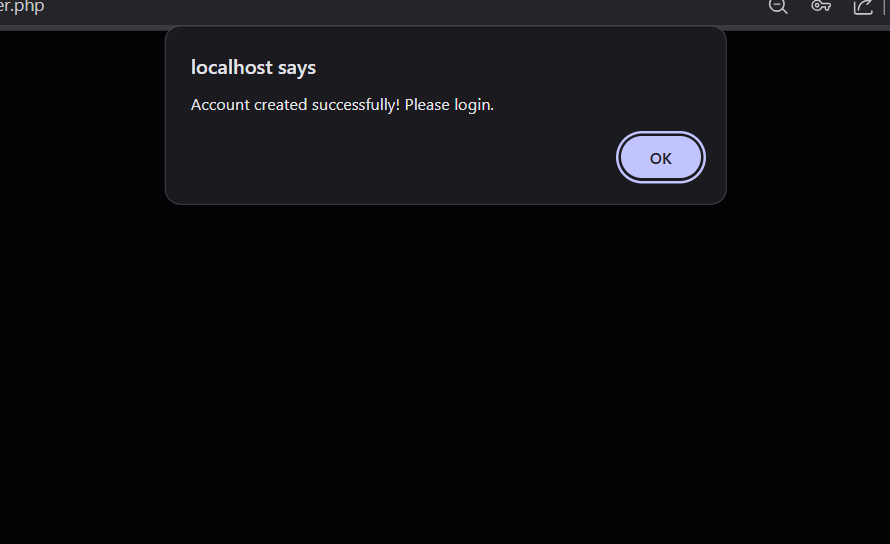 er.php
localhost says
Account created successfully! Please login.
OK